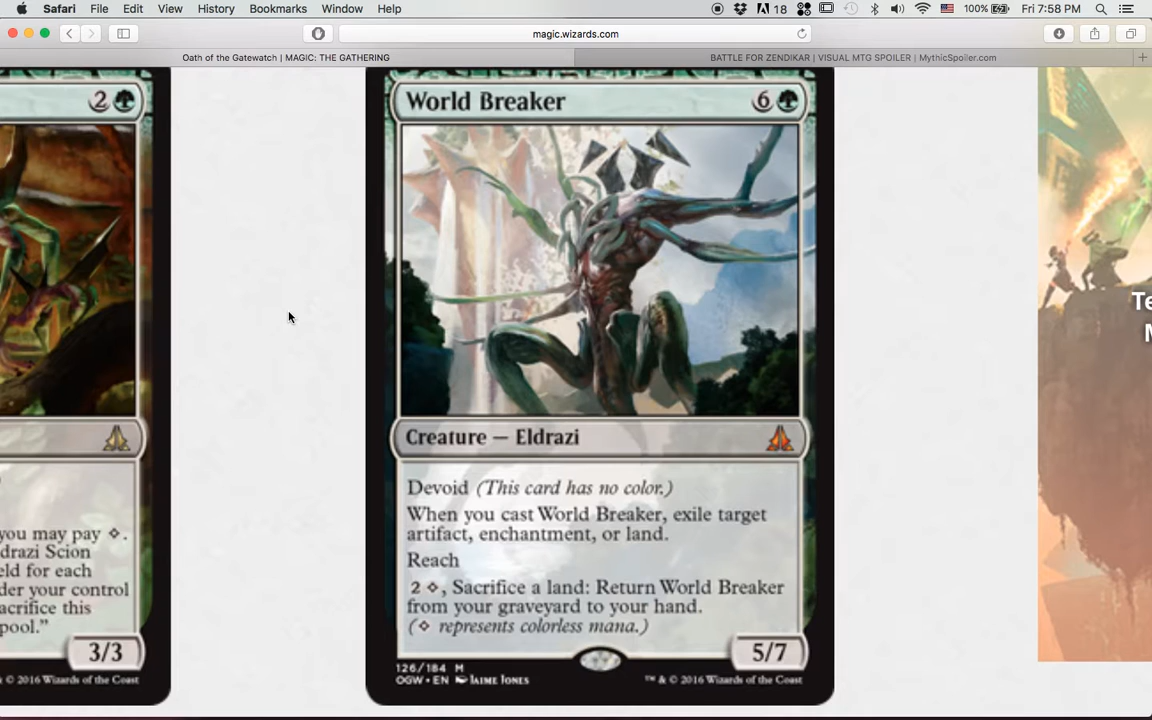 Safari File Edit View History Bookmarks Window Help 18 100% Fri 7:58 PM
magic.wizards.com
Oath of the Gatewatch | MAGIC: THE GATHERING
BATTLE FOR ZENDIKAR | VISUAL MTG SPOILER | MythicSpoiler.com
2
you may pay ◇.
drazi Scion
eld for each
der your control
acrifice this
pool.”
3/3
© 2016 Wizards of the Coast
World Breaker 6
Creature — Eldrazi
Devoid (This card has no color.)
When you cast World Breaker, exile target
artifact, enchantment, or land.
Reach
2 ◇, Sacrifice a land: Return World Breaker
from your graveyard to your hand.
(◇ represents colorless mana.)
5/7
126/184 M
OGW • EN JAIME JONES
™ & © 2016 Wizards of the Coast
Te
M